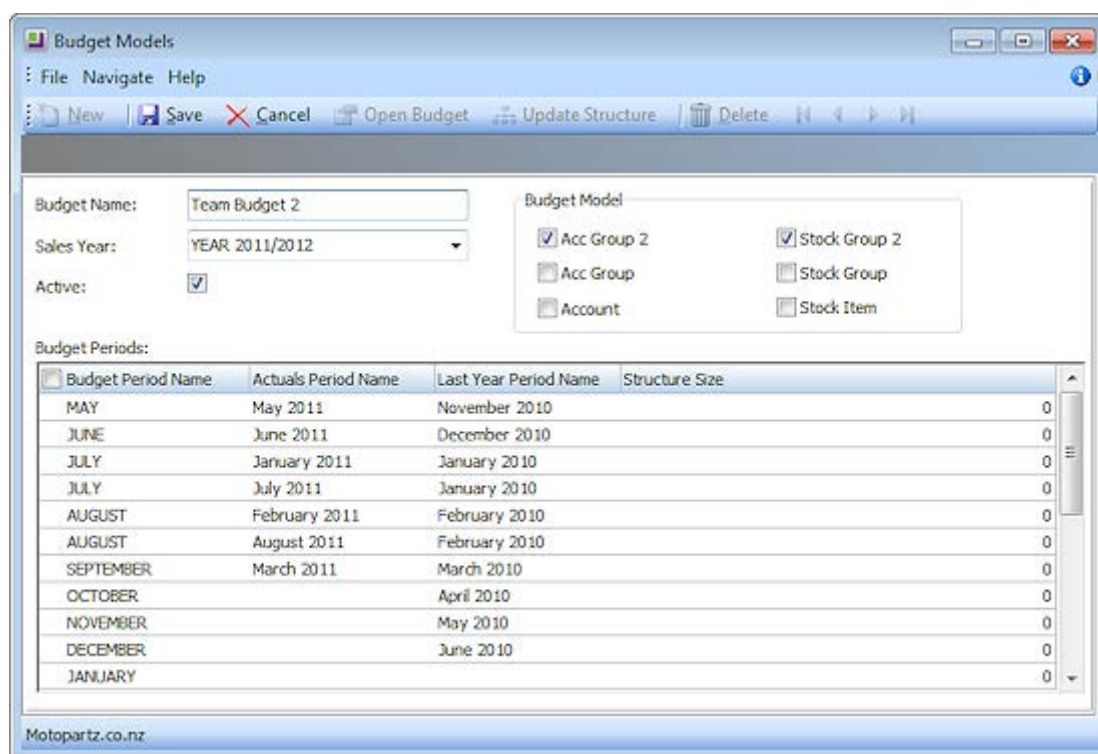 Budget Models
File Navigate Help
New Save Cancel Open Budget Update Structure Delete
Budget Name: Team Budget 2
Sales Year: YEAR 2011/2012
Active:
Budget Model
Acc Group 2 Stock Group 2
Acc Group Stock Group
Account Stock Item
Budget Periods:
Budget Period Name Actuals Period Name Last Year Period Name Structure Size
MAY May 2011 November 2010 0
JUNE June 2011 December 2010 0
JULY January 2011 January 2010 0
JULY July 2011 January 2010 0
AUGUST February 2011 February 2010 0
AUGUST August 2011 February 2010 0
SEPTEMBER March 2011 March 2010 0
OCTOBER April 2010 0
NOVEMBER May 2010 0
DECEMBER June 2010 0
JANUARY 0
Motopartz.co.nz